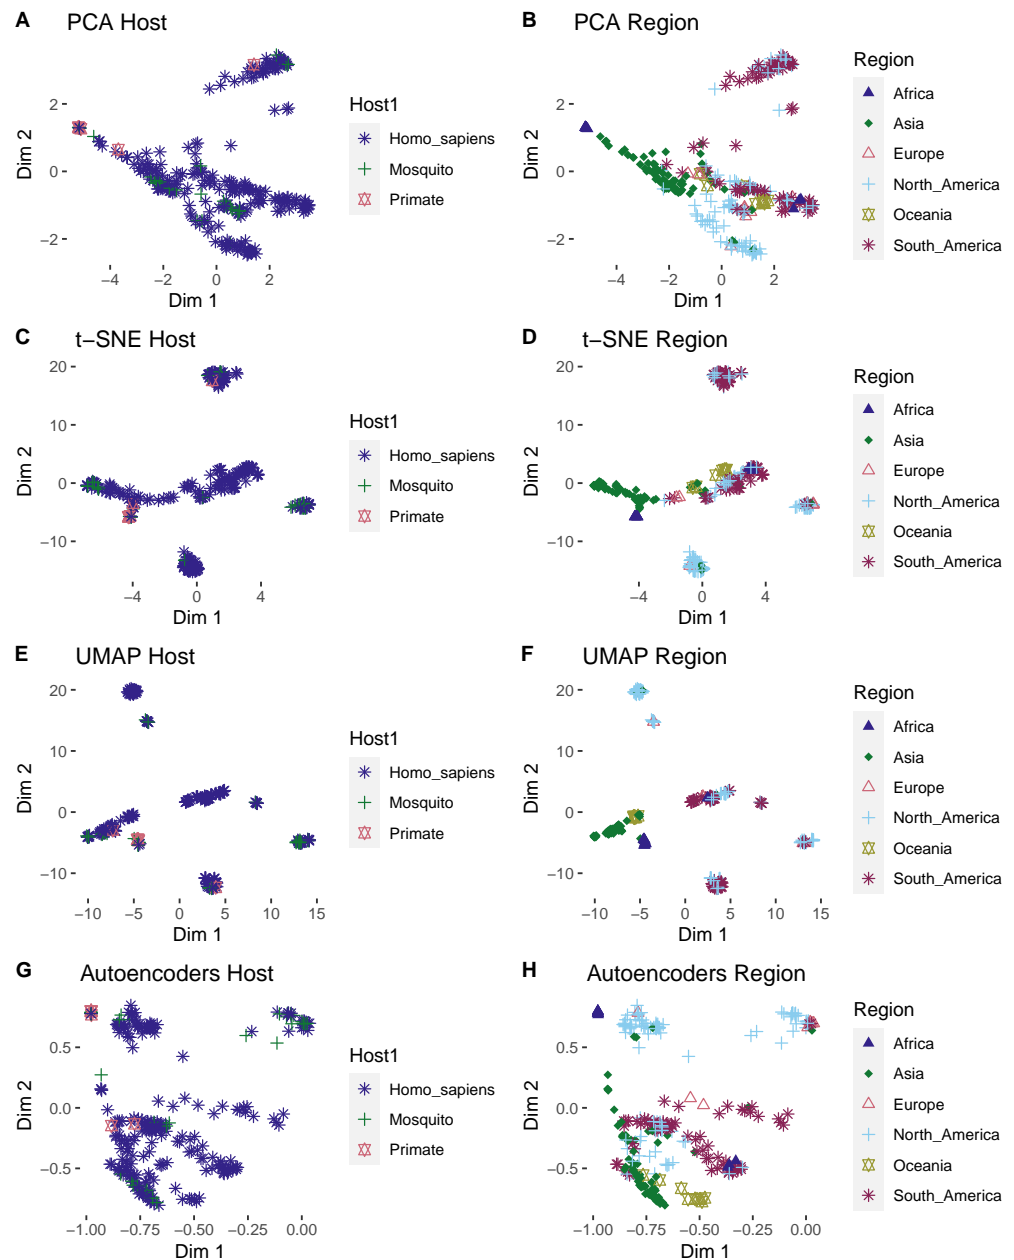 A PCA Host
B PCA Region
Dim 2
2
0
−2
−4 −2 0 2
Dim 1
Host1
Homo_sapiens
Mosquito
Primate
Dim 2
2
0
−2
−4 −2 0 2
Dim 1
Region
Africa
Asia
Europe
North_America
Oceania
South_America
C t−SNE Host
D t−SNE Region
Dim 2
20
10
0
−10
−4 0 4
Dim 1
Host1
Homo_sapiens
Mosquito
Primate
Dim 2
20
10
0
−10
−4 0 4
Dim 1
Region
Africa
Asia
Europe
North_America
Oceania
South_America
E UMAP Host
F UMAP Region
Dim 2
20
10
0
−10
−10 −5 0 5 10 15
Dim 1
Host1
Homo_sapiens
Mosquito
Primate
Dim 2
20
10
0
−10
−10 −5 0 5 10 15
Dim 1
Region
Africa
Asia
Europe
North_America
Oceania
South_America
G Autoencoders Host
H Autoencoders Region
Dim 2
0.5
0.0
−0.5
−1.00 −0.75 −0.50 −0.25 0.00
Dim 1
Host1
Homo_sapiens
Mosquito
Primate
Dim 2
0.5
0.0
−0.5
−1.00 −0.75 −0.50 −0.25 0.00
Dim 1
Region
Africa
Asia
Europe
North_America
Oceania
South_America